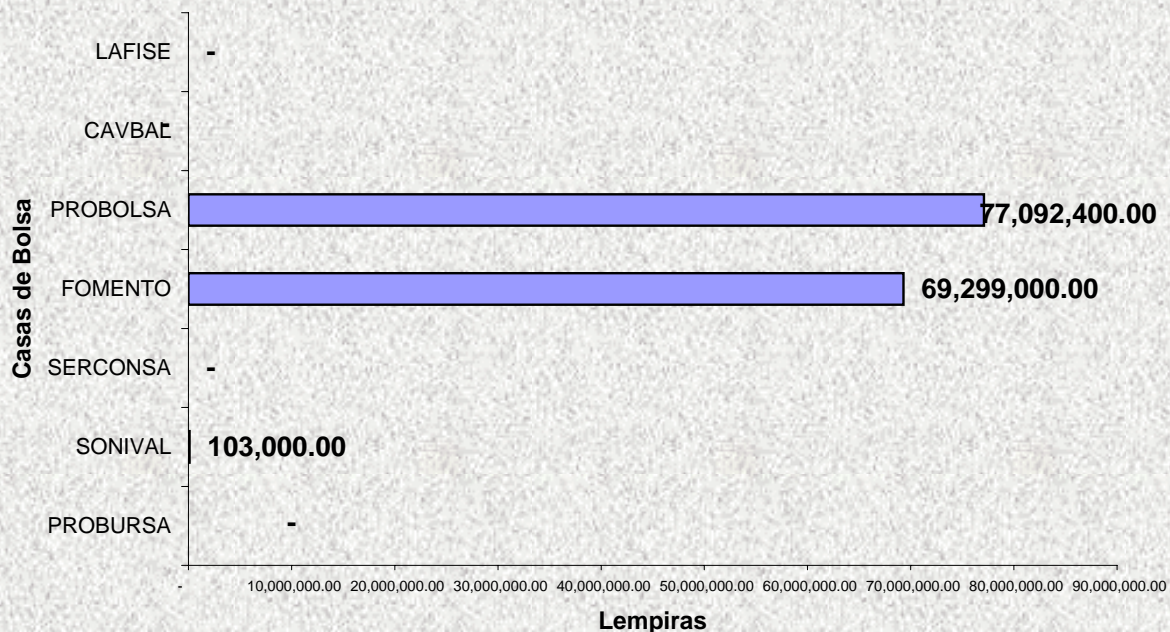 LAFISE -
CAVBAL -
PROBOLSA 77,092,400.00
FOMENTO 69,299,000.00
SERCONSA -
SONIVAL 103,000.00
PROBURSA -
Casas de Bolsa
- 10,000,000.00 20,000,000.00 30,000,000.00 40,000,000.00 50,000,000.00 60,000,000.00 70,000,000.00 80,000,000.00 90,000,000.00
Lempiras